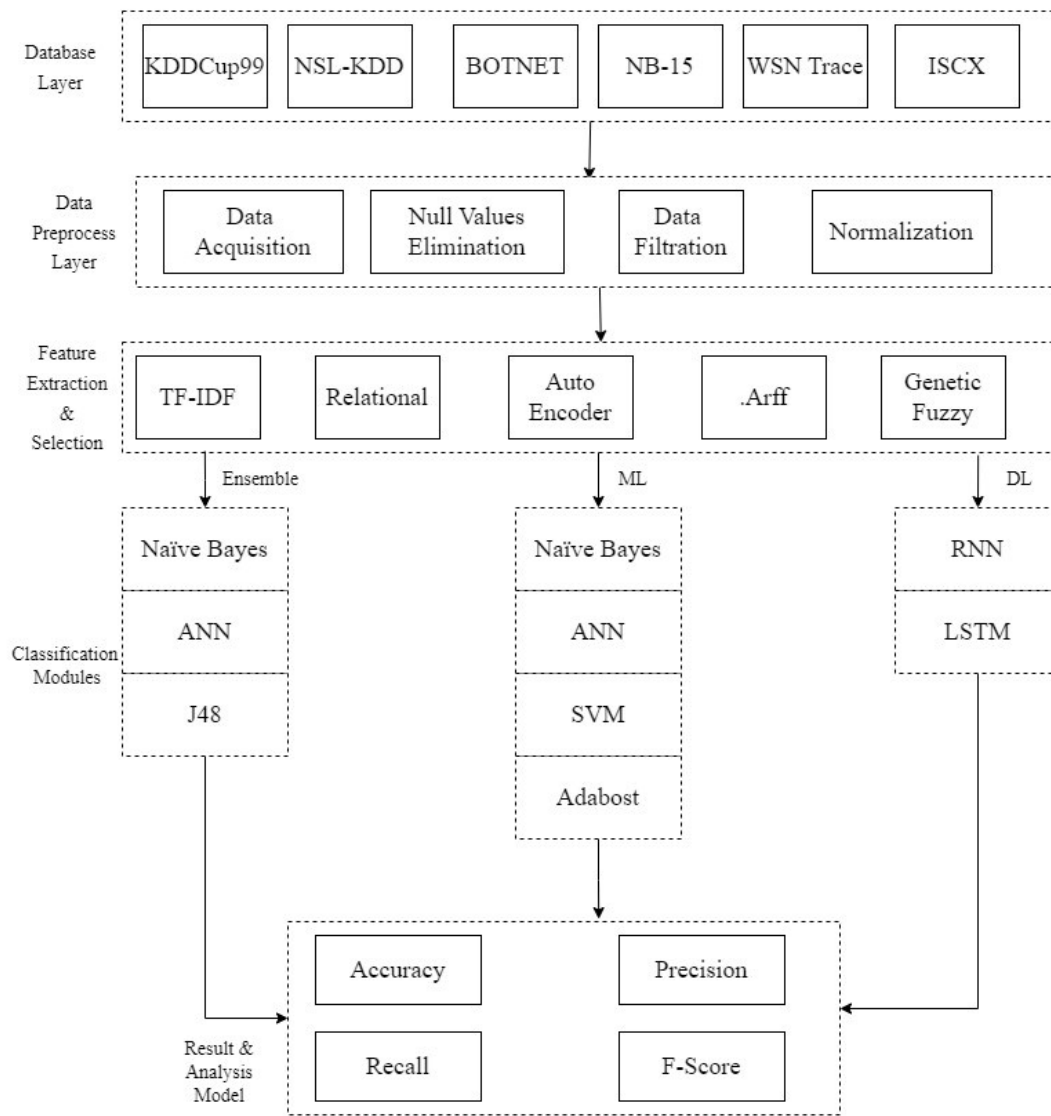 Database
Layer
KDDCup99
NSL-KDD
BOTNET
NB-15
WSN Trace
ISCX
Data
Preprocess
Layer
Data
Acquisition
Null Values
Elimination
Data
Filtration
Normalization
Feature
Extraction
&
Selection
TF-IDF
Relational
Auto
Encoder
.Arff
Genetic
Fuzzy
Ensemble
ML
DL
Classification
Modules
Naïve Bayes
ANN
J48
Naïve Bayes
ANN
SVM
Adabost
RNN
LSTM
Result &
Analysis
Model
Accuracy
Precision
Recall
F-Score